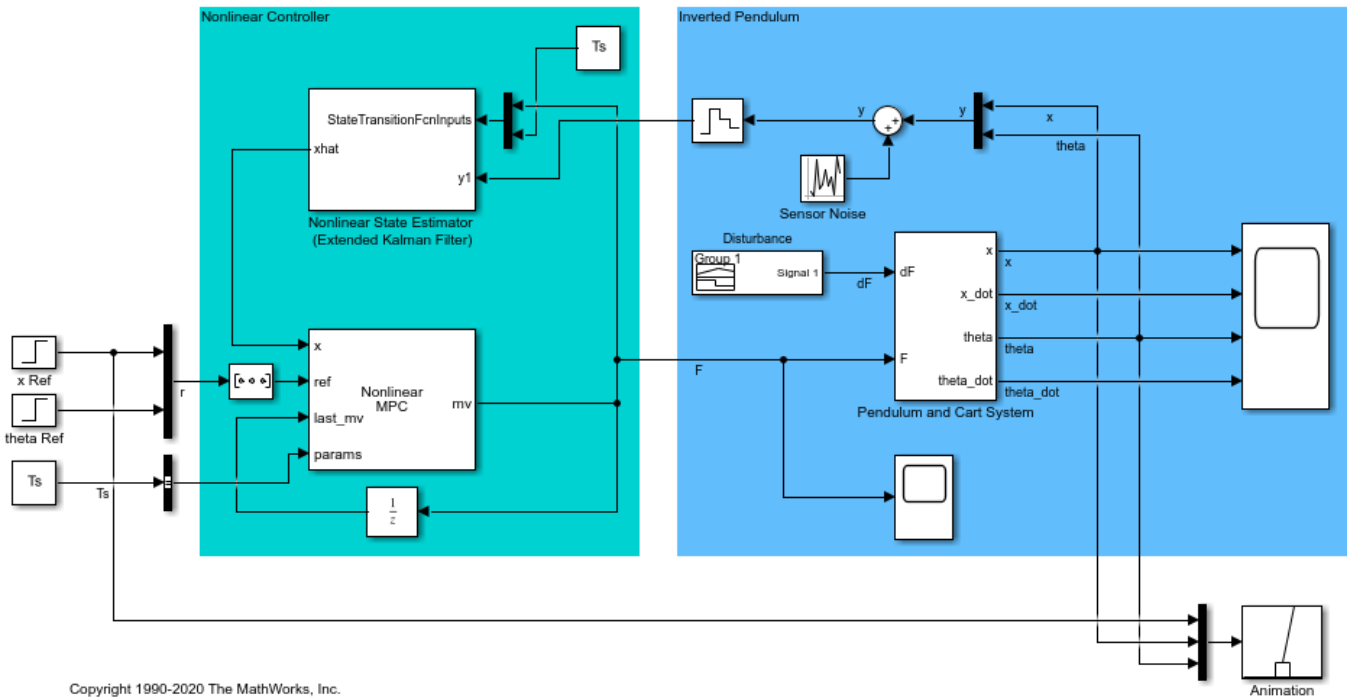 Nonlinear Controller
Ts
StateTransitionFcnInputs
xhat
y1
Nonlinear State Estimator
(Extended Kalman Filter)
x Ref
theta Ref
r
Ts
Ts
x
ref
last_mv
params
Nonlinear
MPC
mv
1
z
Inverted Pendulum
y
+
+
y
x
theta
Sensor Noise
Disturbance
Group 1
Signal 1
dF
F
dF
F
x
x_dot
theta
theta_dot
Pendulum and Cart System
x
x_dot
theta
theta_dot
Animation
Copyright 1990-2020 The MathWorks, Inc.